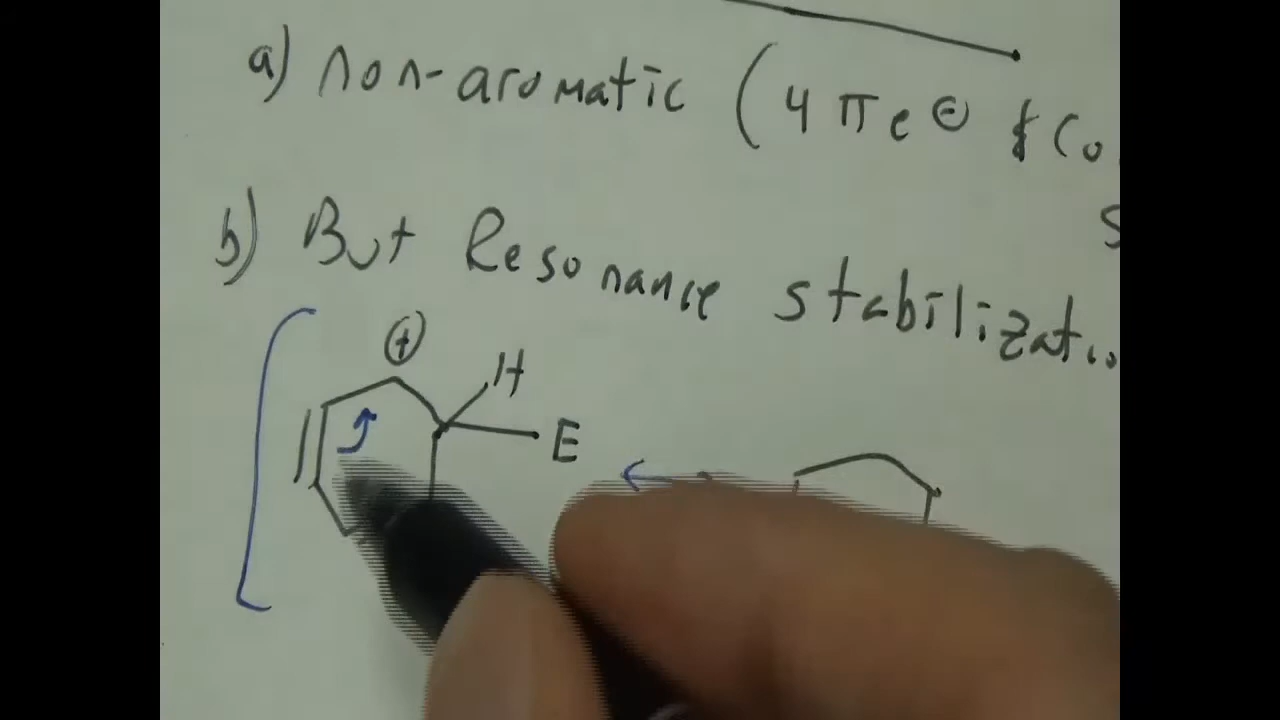 a) non-aromatic (4 π e ⊖
b) But Resonance
⊕
H
E